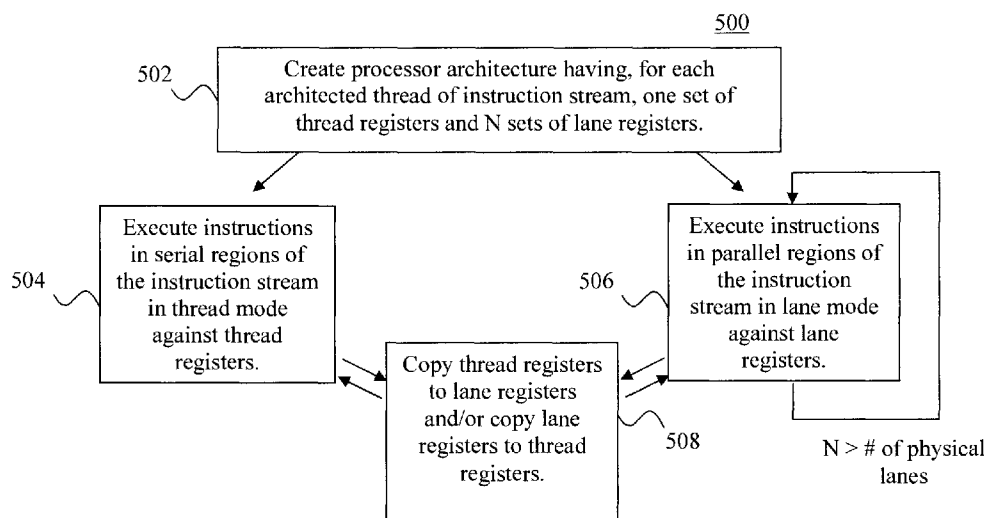 500
502
Create processor architecture having, for each
architected thread of instruction stream, one set of
thread registers and N sets of lane registers.
504
Execute instructions
in serial regions of
the instruction stream
in thread mode
against thread
registers.
506
Execute instructions
in parallel regions of
the instruction
stream in lane mode
against lane
registers.
Copy thread registers
to lane registers
and/or copy lane
registers to thread
registers.
508
N > # of physical
lanes